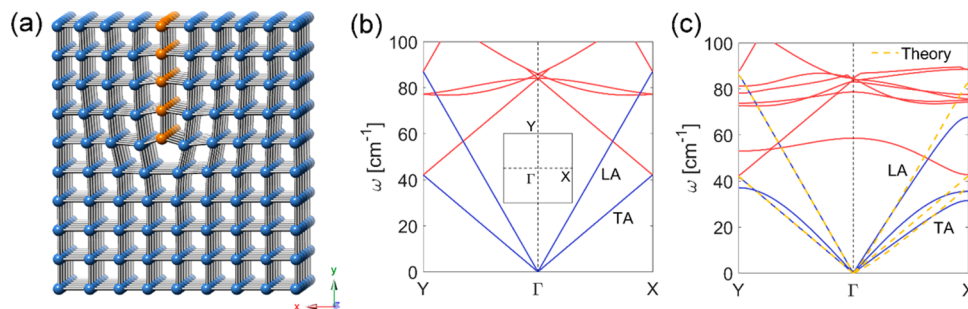 (a)
y
x
z
(b)
ω [cm⁻¹]
100
80
60
40
20
0
Y
Γ
X
LA
TA
Y
Γ
X
(c)
ω [cm⁻¹]
100
80
60
40
20
0
Theory
LA
TA
Y
Γ
X